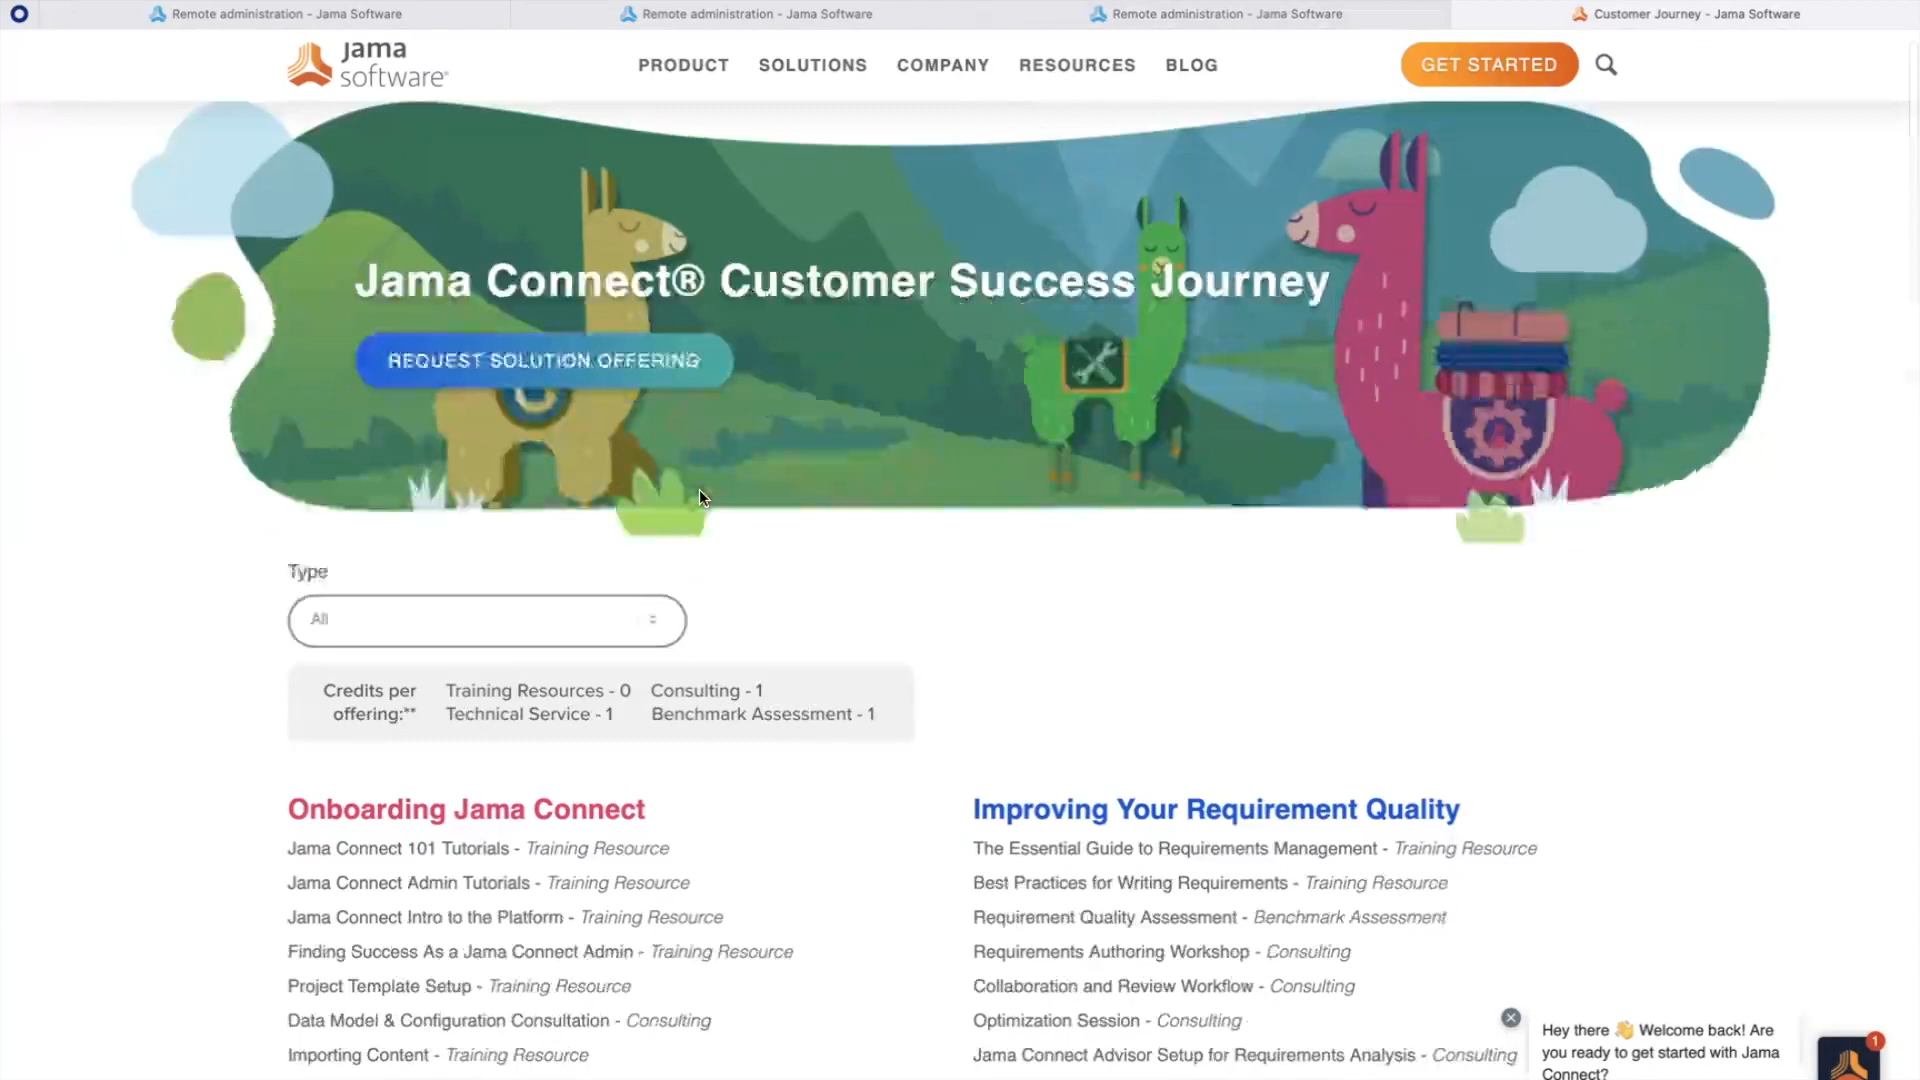 Remote administration - Jama Software
Remote administration - Jama Software
Remote administration - Jama Software
Customer Journey - Jama Software
jama
software®
PRODUCT
SOLUTIONS
COMPANY
RESOURCES
BLOG
GET STARTED
Jama Connect® Customer Success Journey
REQUEST SOLUTION OFFERING
Type
All
Credits per
offering:**
Training Resources - 0
Consulting - 1
Technical Service - 1
Benchmark Assessment - 1
Onboarding Jama Connect
Jama Connect 101 Tutorials - Training Resource
Jama Connect Admin Tutorials - Training Resource
Jama Connect Intro to the Platform - Training Resource
Finding Success As a Jama Connect Admin - Training Resource
Project Template Setup - Training Resource
Data Model & Configuration Consultation - Consulting
Importing Content - Training Resource
Improving Your Requirement Quality
The Essential Guide to Requirements Management - Training Resource
Best Practices for Writing Requirements - Training Resource
Requirement Quality Assessment - Benchmark Assessment
Requirements Authoring Workshop - Consulting
Collaboration and Review Workflow - Consulting
Optimization Session - Consulting
Jama Connect Advisor Setup for Requirements Analysis - Consulting
Hey there 👋 Welcome back! Are
you ready to get started with Jama
Connect?
1